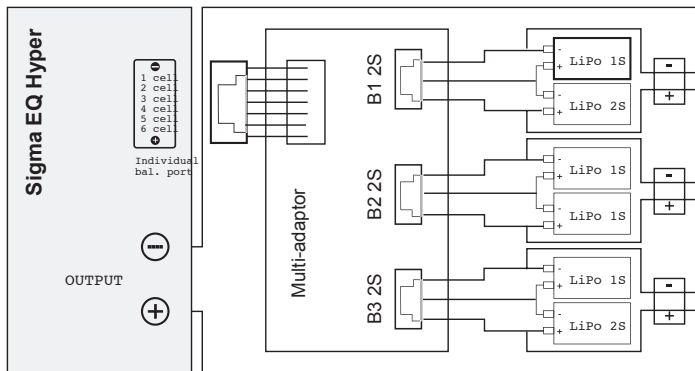 Sigma EQ Hyper
1 cell
2 cell
3 cell
4 cell
5 cell
6 cell
Individual
bal. port
OUTPUT
Multi-adaptor
B1 2S
LiPo 1S
LiPo 2S
B2 2S
LiPo 1S
LiPo 1S
B3 2S
LiPo 1S
LiPo 2S